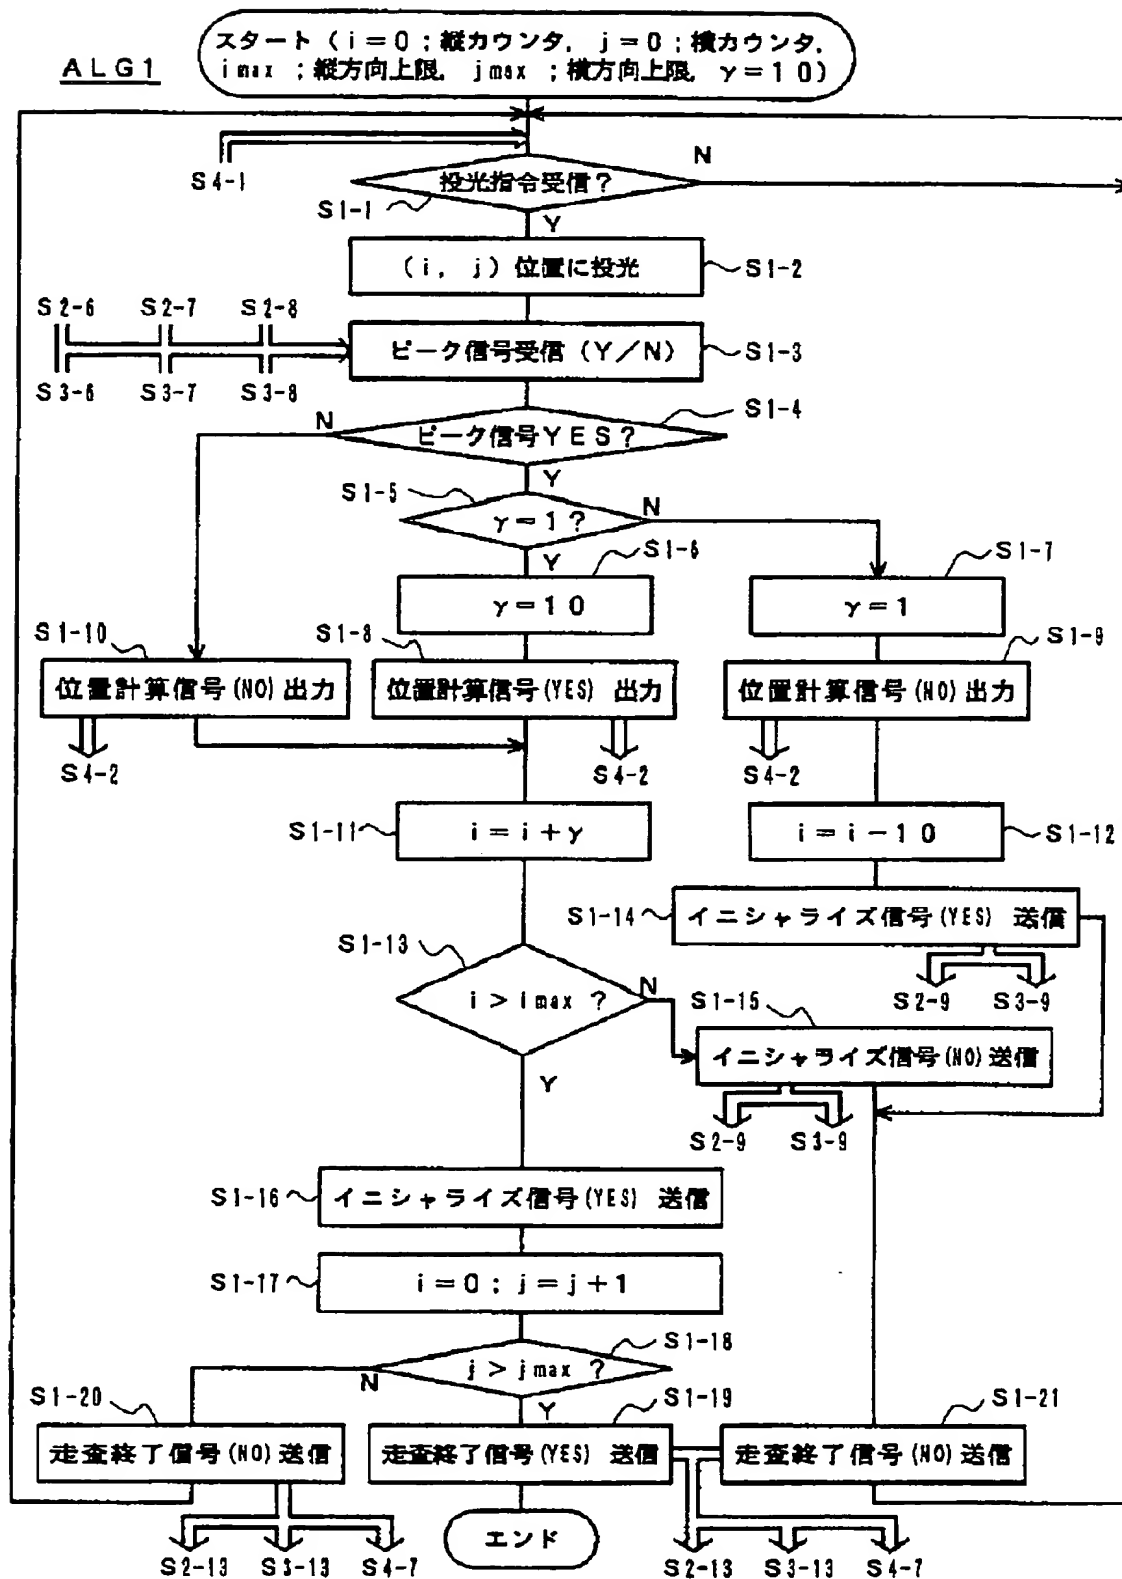 スタート (i=0；縦カウンタ, j=0；横カウンタ,
imax ；縦方向上限, jmax ；横方向上限, γ=10)
ALG1
N
S4-1
投光指令受信？
S1-1
Y
(i, j) 位置に投光
S1-2
S2-6 S2-7 S2-8
ピーク信号受信 (Y／N)
S1-3
S3-6 S3-7 S3-8
S1-4
N
ピーク信号YES？
Y
S1-5
N
γ=1？
Y
S1-6
S1-7
γ=10
γ=1
S1-10
S1-8
S1-9
位置計算信号(NO)出力
位置計算信号(YES) 出力
位置計算信号(NO)出力
S4-2
S4-2
S4-2
S1-11
i=i+γ
i=i-10
S1-12
S1-14
イニシャライズ信号(YES) 送信
S1-13
S2-9 S3-9
i>imax ？
N
S1-15
イニシャライズ信号(NO)送信
Y
S2-9 S3-9
S1-16
イニシャライズ信号(YES) 送信
S1-17
i=0；j=j+1
S1-18
j>jmax ？
N
Y
S1-20
S1-19
S1-21
走査終了信号(NO)送信
走査終了信号(YES) 送信
走査終了信号(NO)送信
エンド
S2-13 S3-13 S4-7
S2-13 S3-13 S4-7